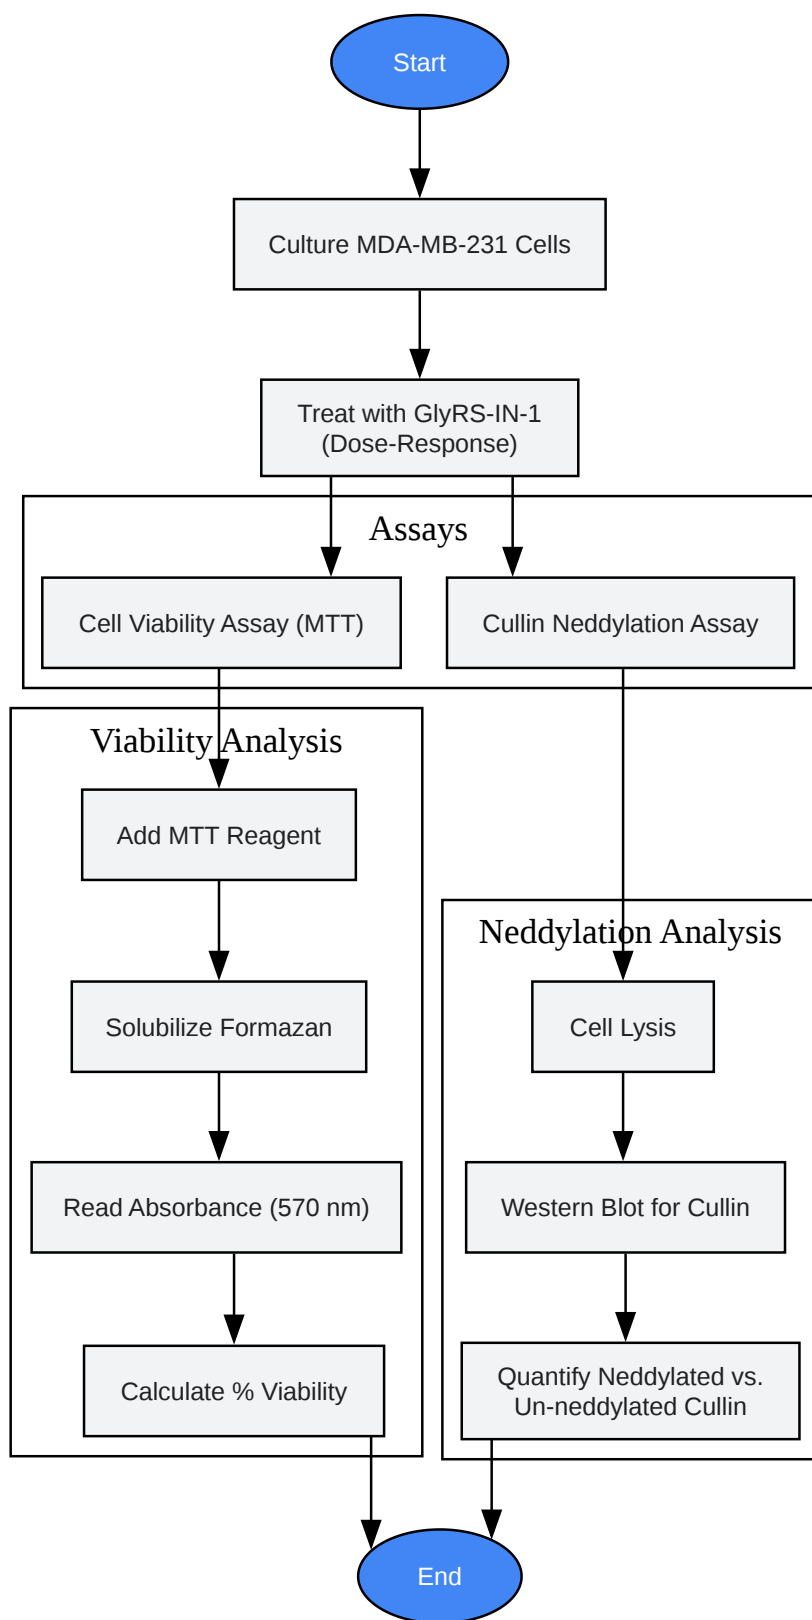 Start
Culture MDA-MB-231 Cells
Treat with GlyRS-IN-1
(Dose-Response)
Assays
Cell Viability Assay (MTT)
Cullin Neddylation Assay
Viability Analysis
Add MTT Reagent
Solubilize Formazan
Read Absorbance (570 nm)
Calculate % Viability
Neddylation Analysis
Cell Lysis
Western Blot for Cullin
Quantify Neddylated vs.
Un-neddylated Cullin
End